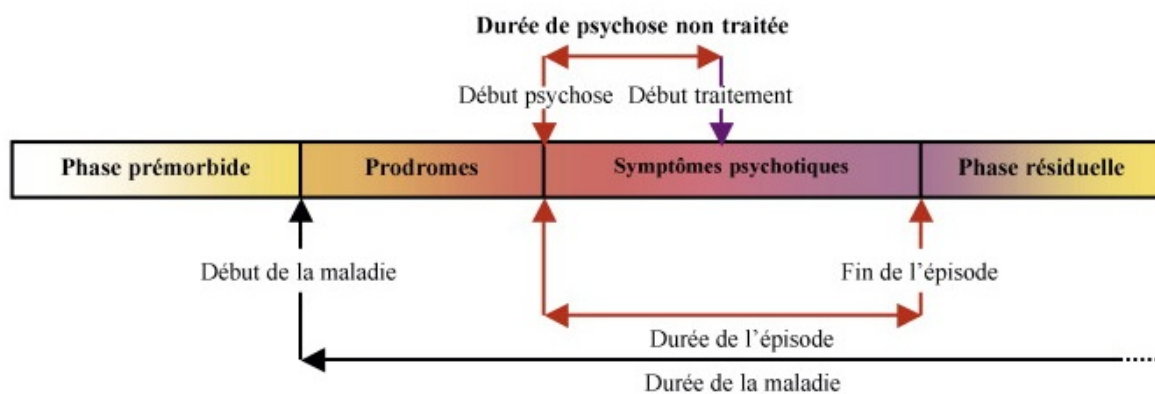 Durée de psychose non traitée
Début psychose Début traitement
Phase prémorbide Prodromes Symptômes psychotiques Phase résiduelle
Début de la maladie Fin de l’épisode
Durée de l’épisode
Durée de la maladie